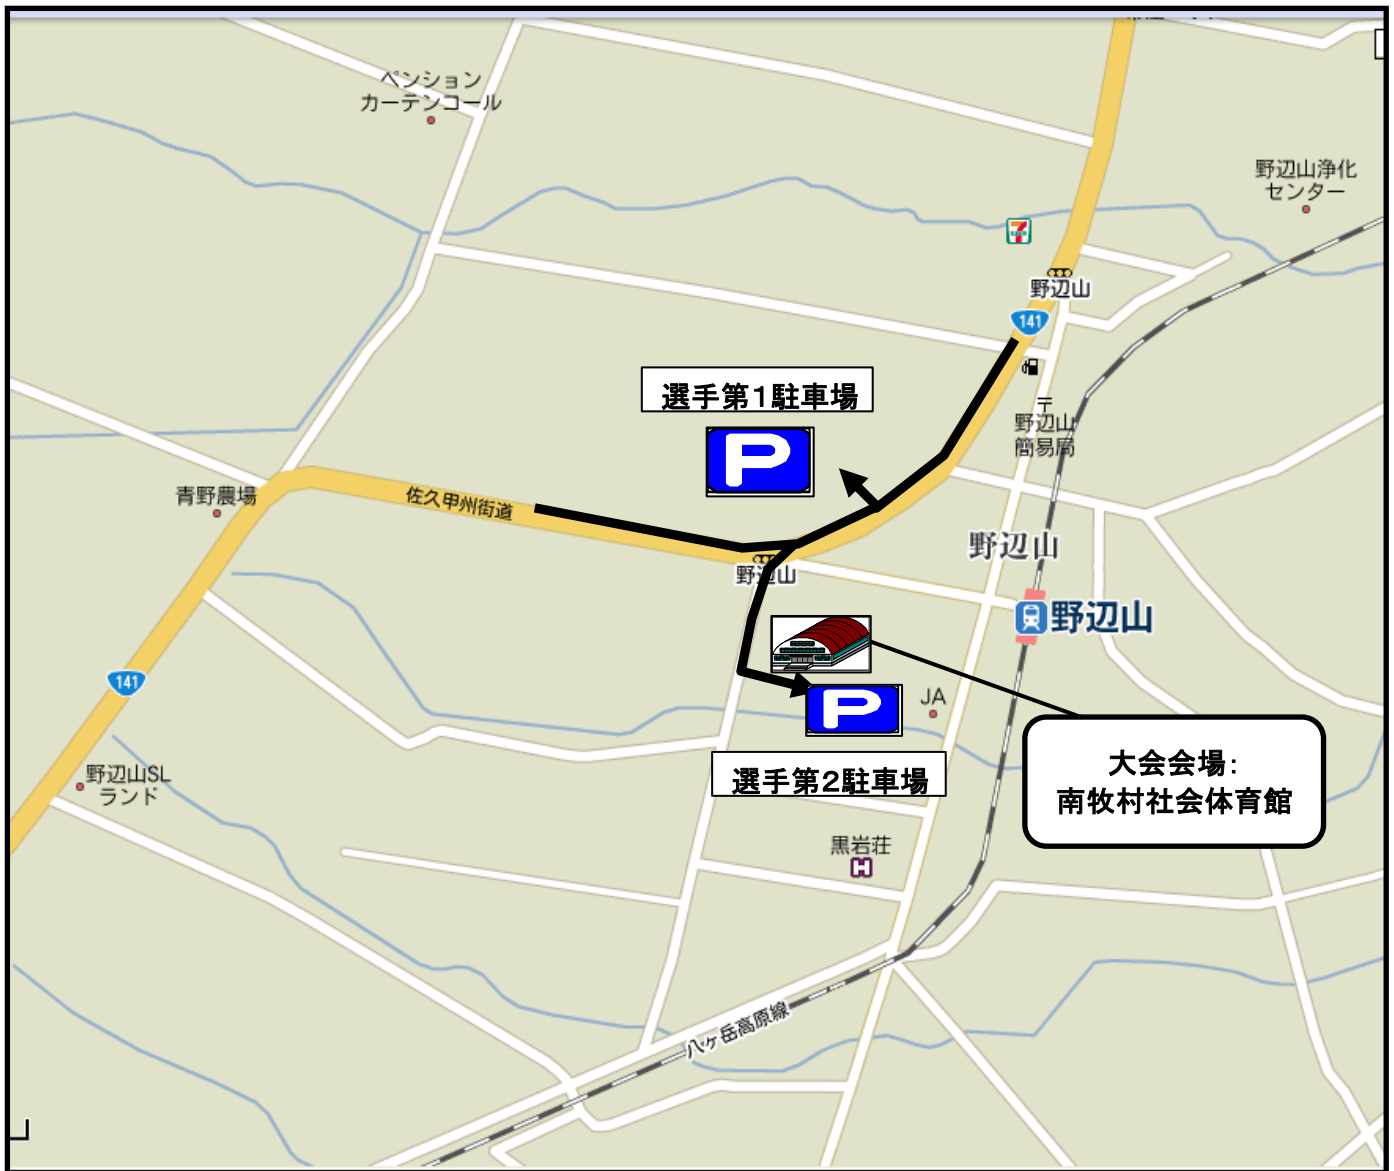 ペンション
カーテンコール
野辺山浄化
センター
7
野辺山
141
選手第1駐車場
P
〒
野辺山
簡易局
青野農場
佐久甲州街道
野辺山
野辺山
野辺山
141
P
JA
選手第2駐車場
大会会場:
南牧村社会体育館
野辺山SL
ランド
黒岩荘
H
八ヶ岳高原線